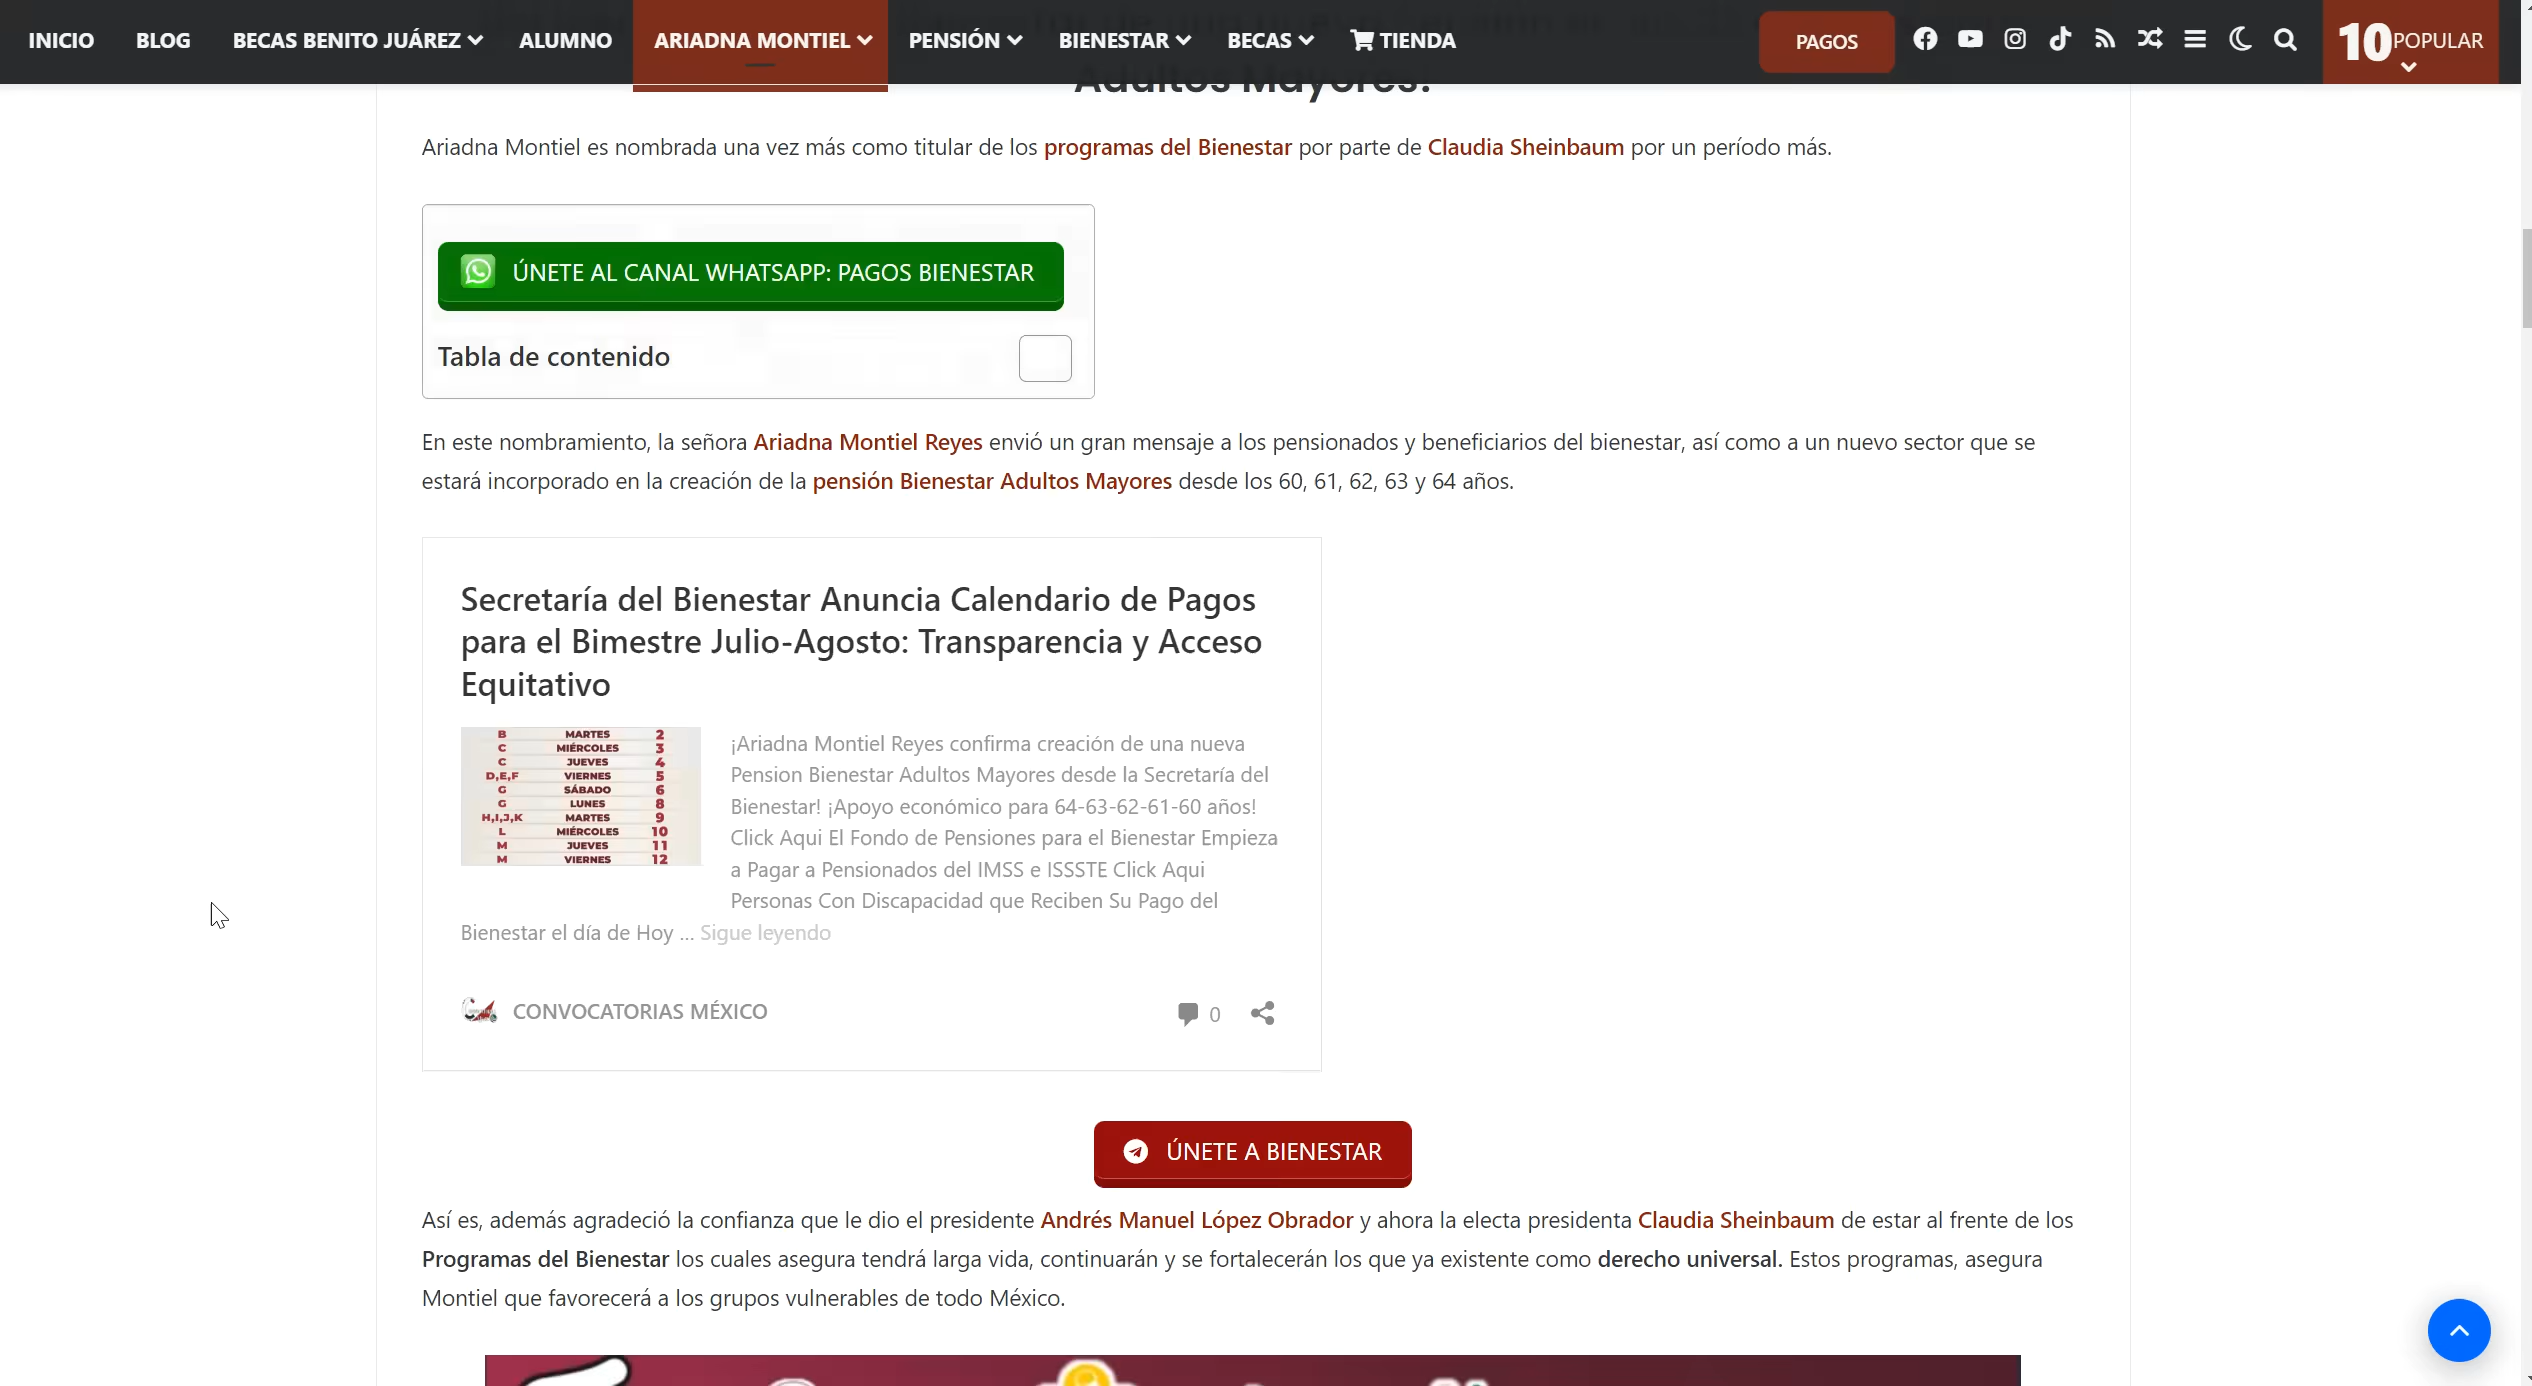 INICIO BLOG BECAS BENITO JUÁREZ ALUMNO ARIADNA MONTIEL PENSIÓN BIENESTAR BECAS TIENDA PAGOS 10 POPULAR
Adultos Mayores!
Ariadna Montiel es nombrada una vez más como titular de los programas del Bienestar por parte de Claudia Sheinbaum por un período más.
ÚNETE AL CANAL WHATSAPP: PAGOS BIENESTAR
Tabla de contenido
En este nombramiento, la señora Ariadna Montiel Reyes envió un gran mensaje a los pensionados y beneficiarios del bienestar, así como a un nuevo sector que se
estará incorporado en la creación de la pensión Bienestar Adultos Mayores desde los 60, 61, 62, 63 y 64 años.
Secretaría del Bienestar Anuncia Calendario de Pagos
para el Bimestre Julio-Agosto: Transparencia y Acceso
Equitativo
B MARTES 2
C MIÉRCOLES 3
C JUEVES 4
D,E,F VIERNES 5
G SÁBADO 6
G LUNES 8
H,I,J,K MARTES 9
L MIÉRCOLES 10
M JUEVES 11
M VIERNES 12
¡Ariadna Montiel Reyes confirma creación de una nueva
Pension Bienestar Adultos Mayores desde la Secretaría del
Bienestar! ¡Apoyo económico para 64-63-62-61-60 años!
Click Aqui El Fondo de Pensiones para el Bienestar Empieza
a Pagar a Pensionados del IMSS e ISSSTE Click Aqui
Personas Con Discapacidad que Reciben Su Pago del
Bienestar el día de Hoy ... Sigue leyendo
CONVOCATORIAS MÉXICO 0
ÚNETE A BIENESTAR
Así es, además agradeció la confianza que le dio el presidente Andrés Manuel López Obrador y ahora la electa presidenta Claudia Sheinbaum de estar al frente de los
Programas del Bienestar los cuales asegura tendrá larga vida, continuarán y se fortalecerán los que ya existente como derecho universal. Estos programas, asegura
Montiel que favorecerá a los grupos vulnerables de todo México.